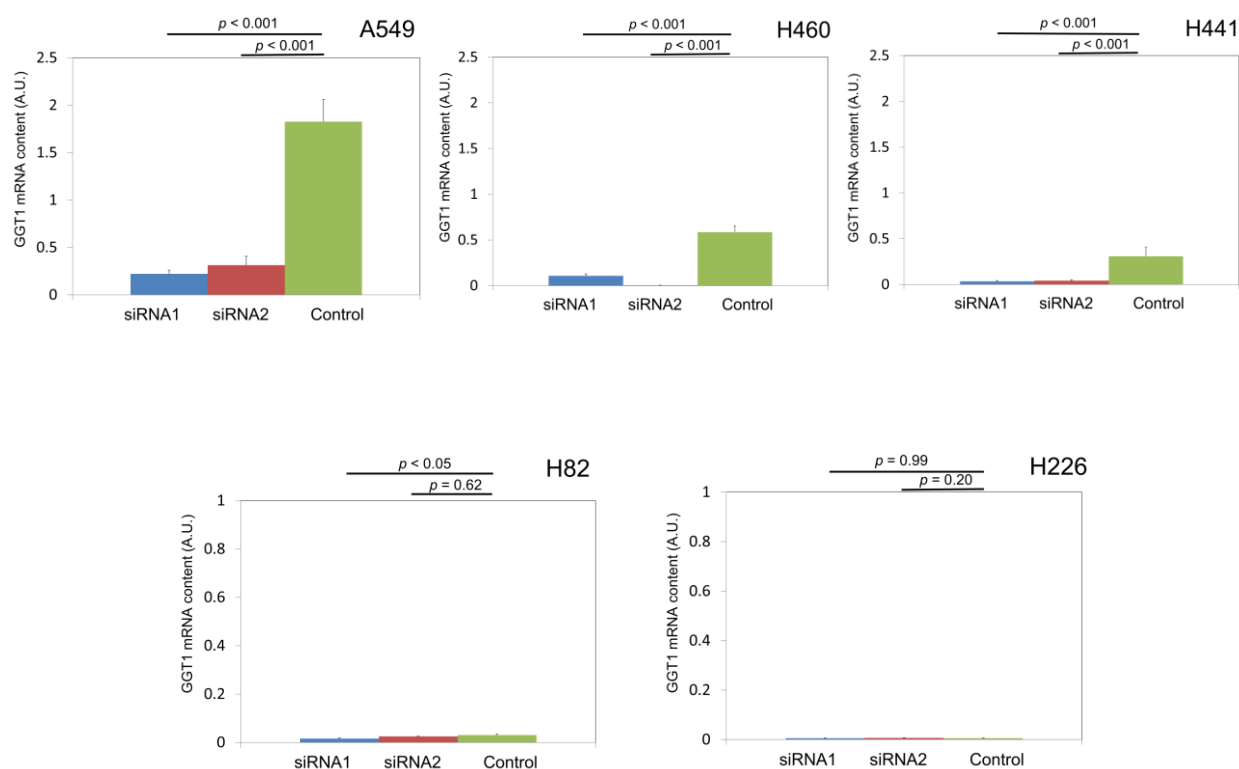 p < 0.001
A549
p < 0.001
GGT1 mRNA content (A.U.)
2.5
2
1.5
1
0.5
0
siRNA1 siRNA2 Control
p < 0.001
H460
p < 0.001
GGT1 mRNA content (A.U.)
2.5
2
1.5
1
0.5
0
siRNA1 siRNA2 Control
p < 0.001
H441
p < 0.001
GGT1 mRNA content (A.U.)
2.5
2
1.5
1
0.5
0
siRNA1 siRNA2 Control
p < 0.05
H82
p = 0.62
GGT1 mRNA content (A.U.)
1
0.8
0.6
0.4
0.2
0
siRNA1 siRNA2 Control
p = 0.99
H226
p = 0.20
GGT1 mRNA content (A.U.)
1
0.8
0.6
0.4
0.2
0
siRNA1 siRNA2 Control